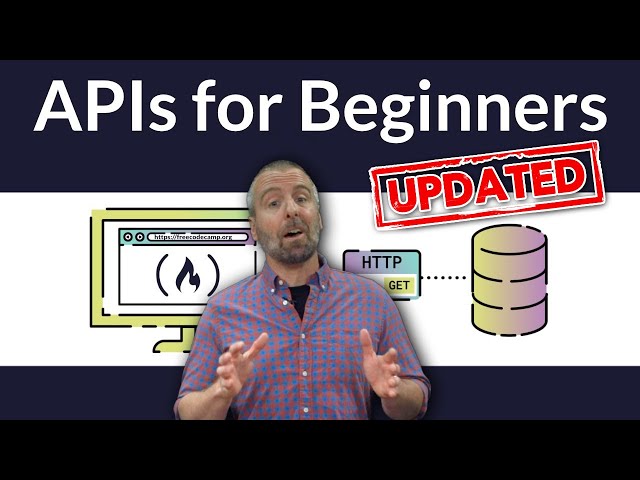 APIs for Beginners
UPDATED
https://freecodecamp.org
HTTP
GET